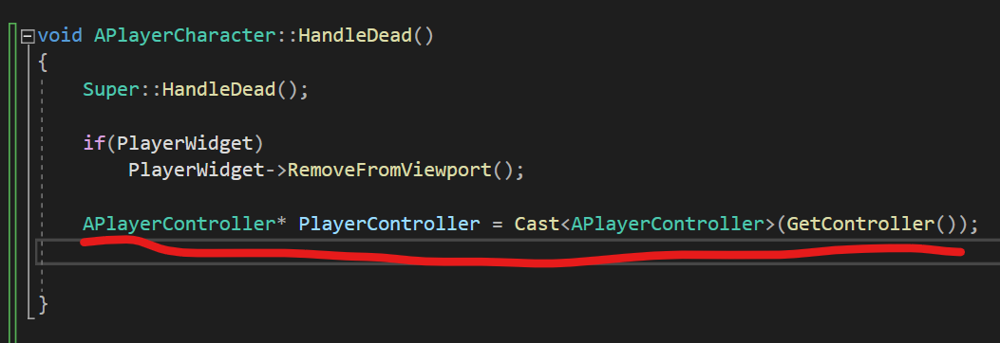 void APlayerCharacter::HandleDead()
{
Super::HandleDead();
if(PlayerWidget)
PlayerWidget->RemoveFromViewport();
APlayerController* PlayerController = Cast<APlayerController>(GetController());
}